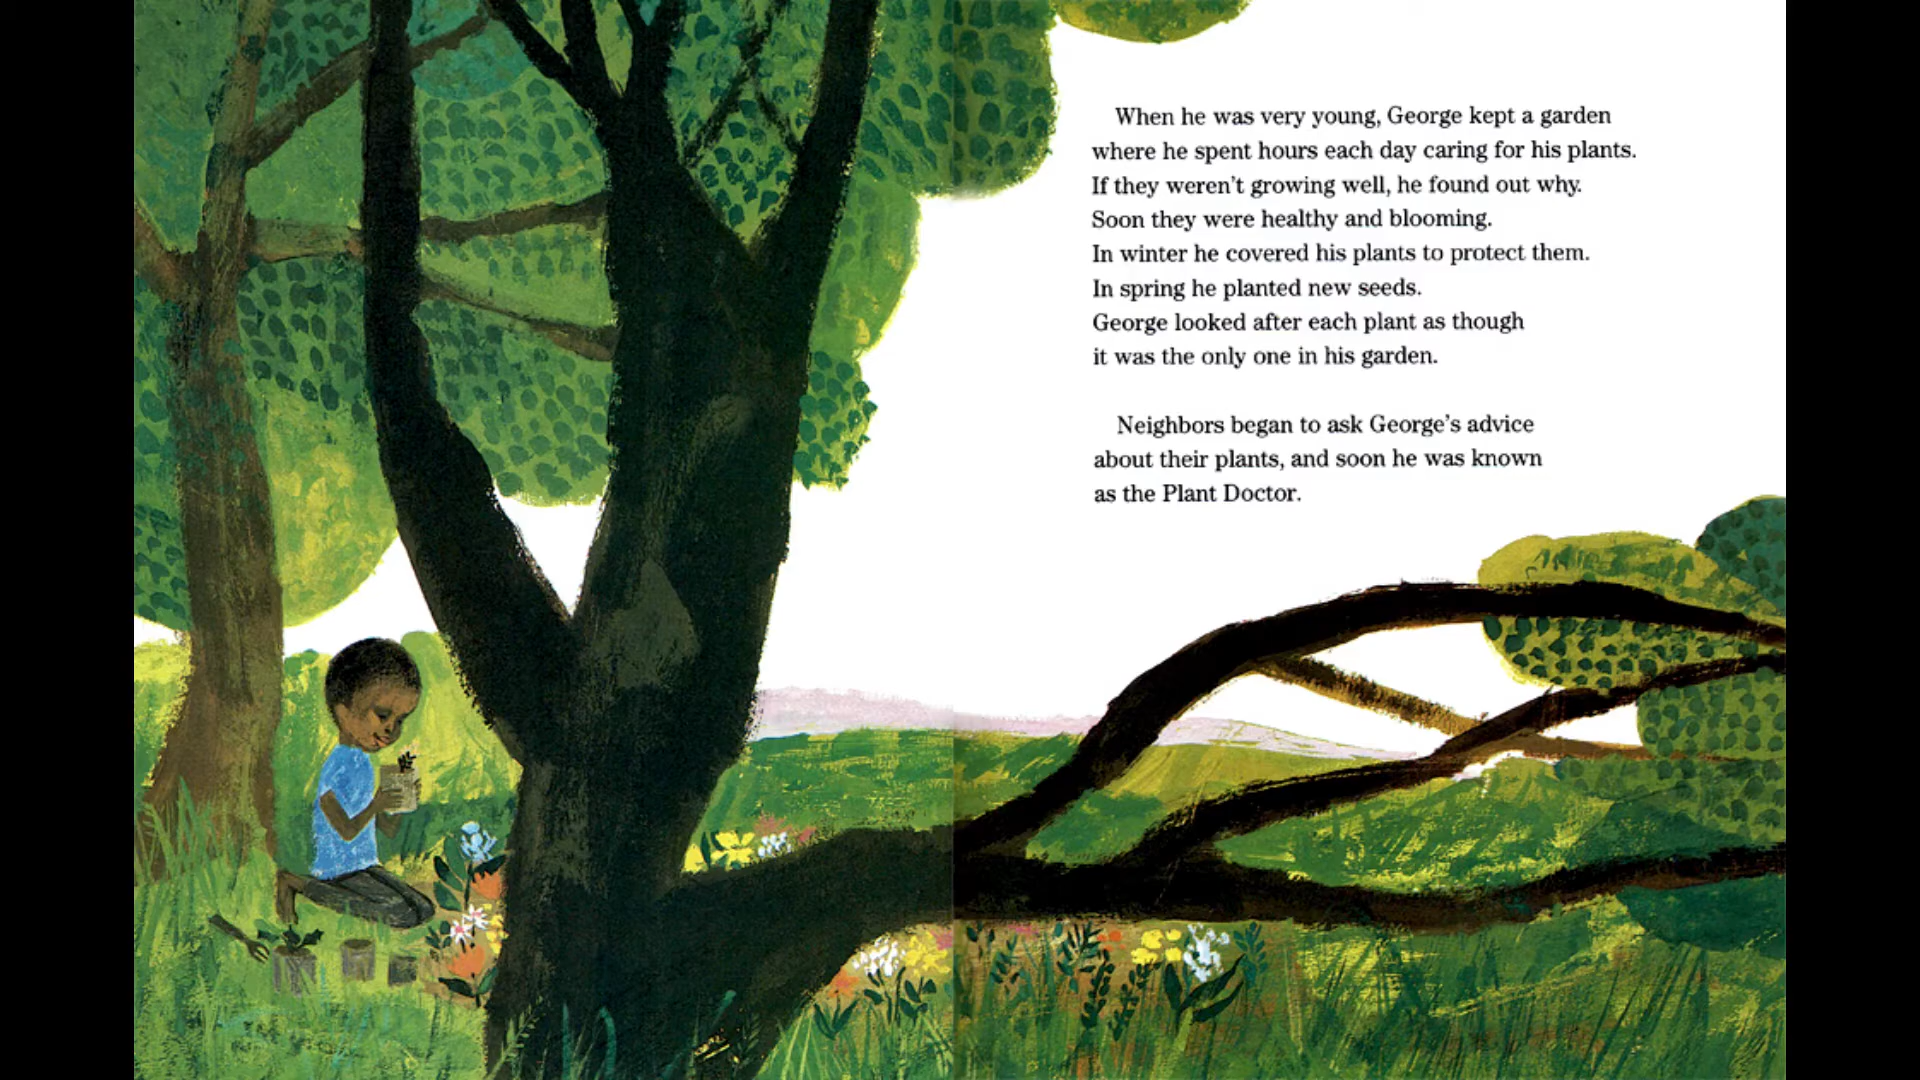 When he was very young, George kept a garden
where he spent hours each day caring for his plants.
If they weren't growing well, he found out why.
Soon they were healthy and blooming.
In winter he covered his plants to protect them.
In spring he planted new seeds.
George looked after each plant as though
it was the only one in his garden.
Neighbors began to ask George's advice
about their plants, and soon he was known
as the Plant Doctor.